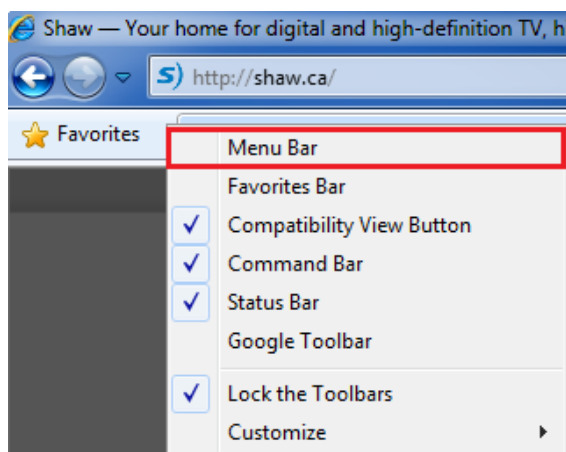 Shaw — Your home for digital and high-definition TV, h
S) http://shaw.ca/
Favorites
Menu Bar
Favorites Bar
Compatibility View Button
Command Bar
Status Bar
Google Toolbar
Lock the Toolbars
Customize